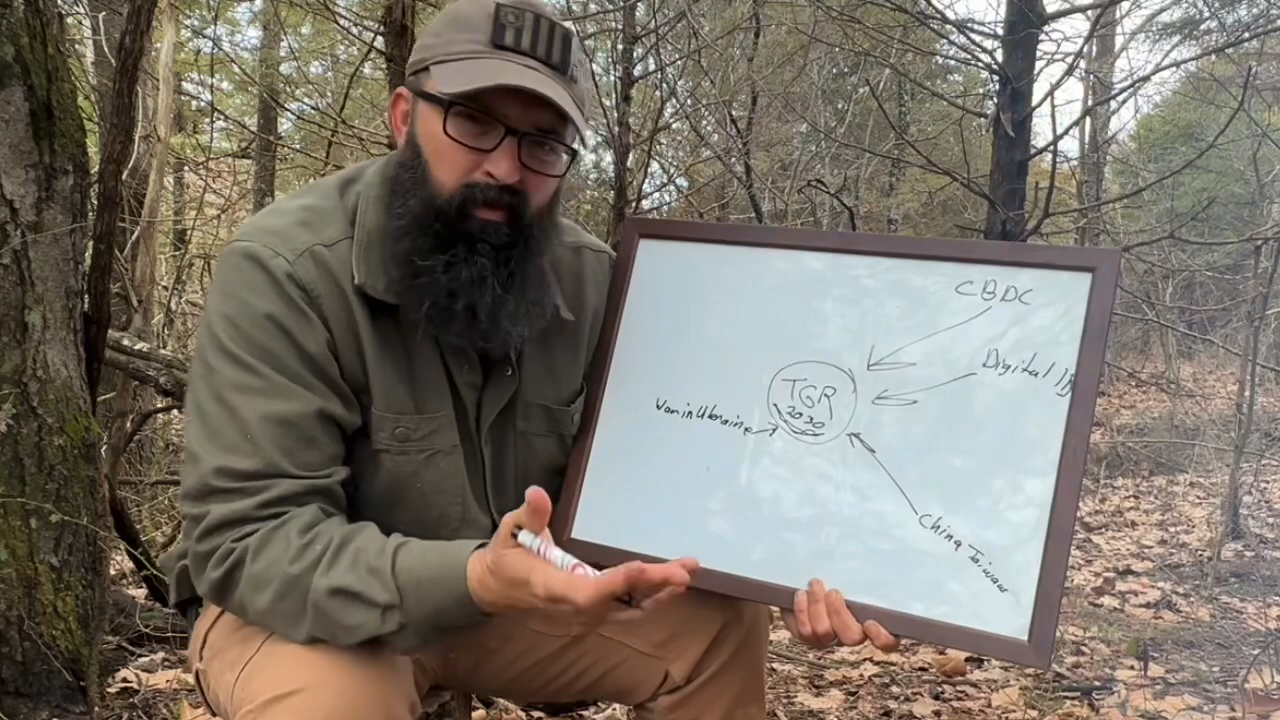 CBDC
Digital ID
TGR
2030
War in Ukraine
China Taiwan